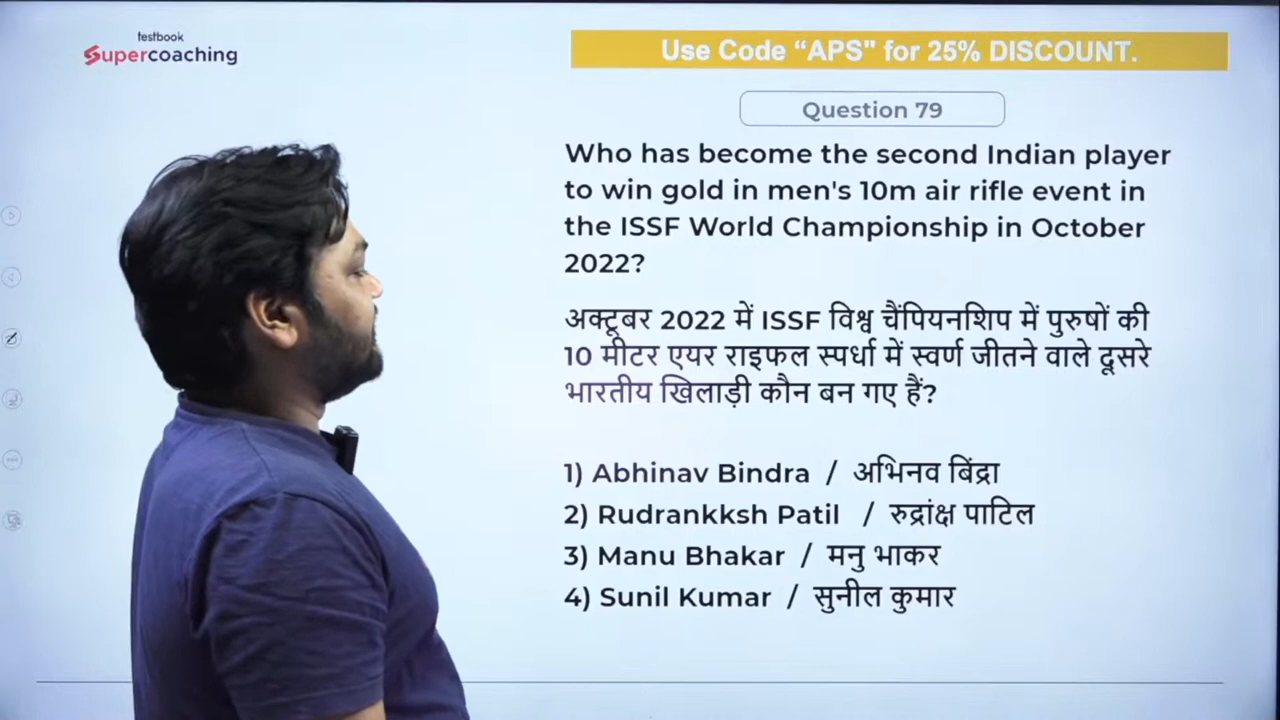 testbook
Supercoaching
Use Code “APS" for 25% DISCOUNT.
Question 79
Who has become the second Indian player
to win gold in men's 10m air rifle event in
the ISSF World Championship in October
2022?
अक्टूबर 2022 में ISSF विश्व चैंपियनशिप में पुरुषों की
10 मीटर एयर राइफल स्पर्धा में स्वर्ण जीतने वाले दूसरे
भारतीय खिलाड़ी कौन बन गए हैं?
1) Abhinav Bindra / अभिनव बिंद्रा
2) Rudrankksh Patil / रुद्रांक्ष पाटिल
3) Manu Bhakar / मनु भाकर
4) Sunil Kumar / सुनील कुमार